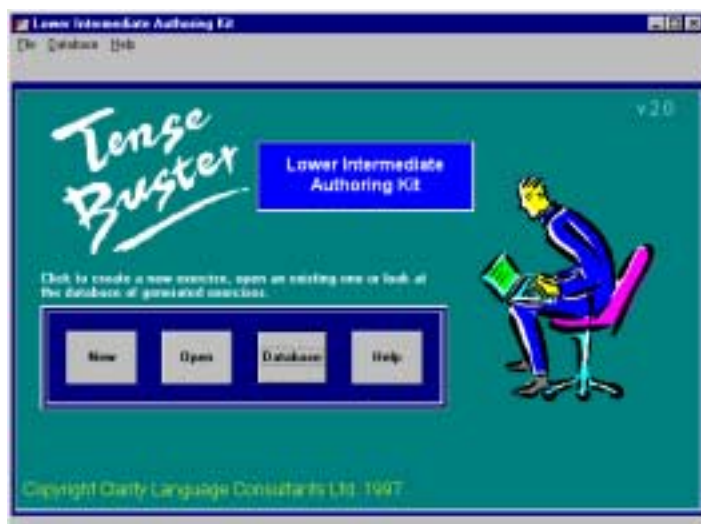 Lower Intermediate Authoring Kit
File Database Help
v 2.0
Tense
Buster
Lower Intermediate
Authoring Kit
Click to create a new exercise, open an existing one or look at
the database of generated exercises.
New Open Database Help
Copyright Clarity Language Consultants Ltd. 1997